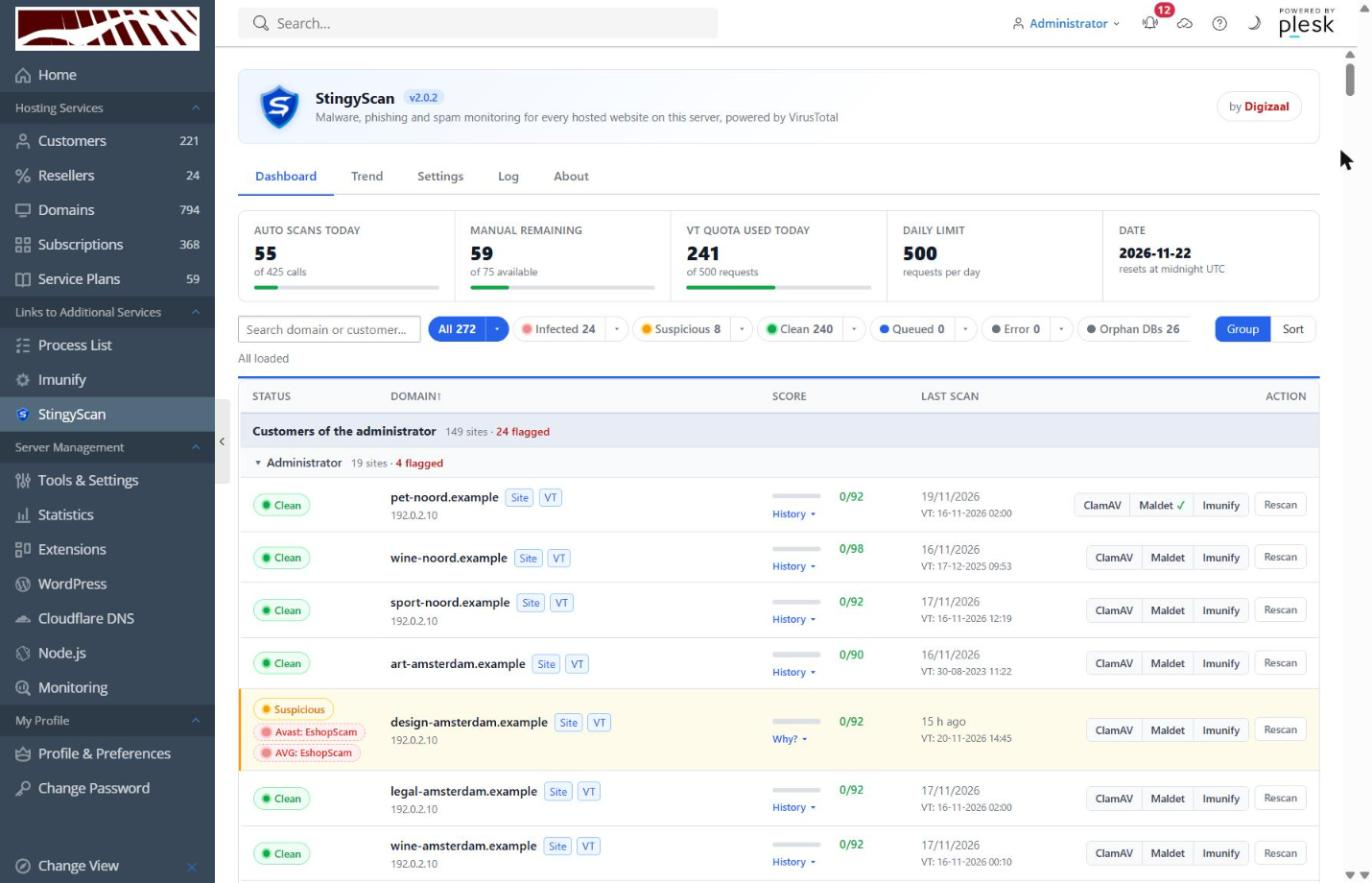 Search...
Administrator
12
POWERED BY
plesk
Home
Hosting Services
Customers 221
Resellers 24
Domains 794
Subscriptions 368
Service Plans 59
Links to Additional Services
Process List
Imunify
StingyScan
Server Management
Tools & Settings
Statistics
Extensions
WordPress
Cloudflare DNS
Node.js
Monitoring
My Profile
Profile & Preferences
Change Password
Change View
StingyScan v2.0.2
Malware, phishing and spam monitoring for every hosted website on this server, powered by VirusTotal
by Digizaal
Dashboard Trend Settings Log About
AUTO SCANS TODAY
55
of 425 calls
MANUAL REMAINING
59
of 75 available
VT QUOTA USED TODAY
241
of 500 requests
DAILY LIMIT
500
requests per day
DATE
2026-11-22
resets at midnight UTC
Search domain or customer... All 272 Infected 24 Suspicious 8 Clean 240 Queued 0 Error 0 Orphan DBs 26 Group Sort
All loaded
STATUS DOMAIN↑ SCORE LAST SCAN ACTION
Customers of the administrator 149 sites · 24 flagged
Administrator 19 sites · 4 flagged
Clean pet-noord.example Site VT 0/92 19/11/2026 ClamAV Maldet ✓ Imunify Rescan
192.0.2.10 History VT: 16-11-2026 02:00
Clean wine-noord.example Site VT 0/98 16/11/2026 ClamAV Maldet Imunify Rescan
History VT: 17-12-2025 09:53
Clean sport-noord.example Site VT 0/92 17/11/2026 ClamAV Maldet Imunify Rescan
192.0.2.10 History VT: 16-11-2026 12:19
Clean art-amsterdam.example Site VT 0/90 16/11/2026 ClamAV Maldet Imunify Rescan
History VT: 30-08-2023 11:22
Suspicious
Avast: EshopScam
AVG: EshopScam
design-amsterdam.example Site VT 0/92 15 h ago ClamAV Maldet Imunify Rescan
192.0.2.10 Why? VT: 20-11-2026 14:45
Clean legal-amsterdam.example Site VT 0/92 17/11/2026 ClamAV Maldet Imunify Rescan
192.0.2.10 History VT: 16-11-2026 02:00
Clean wine-amsterdam.example Site VT 0/92 17/11/2026 ClamAV Maldet Imunify Rescan
192.0.2.10 History VT: 16-11-2026 00:10